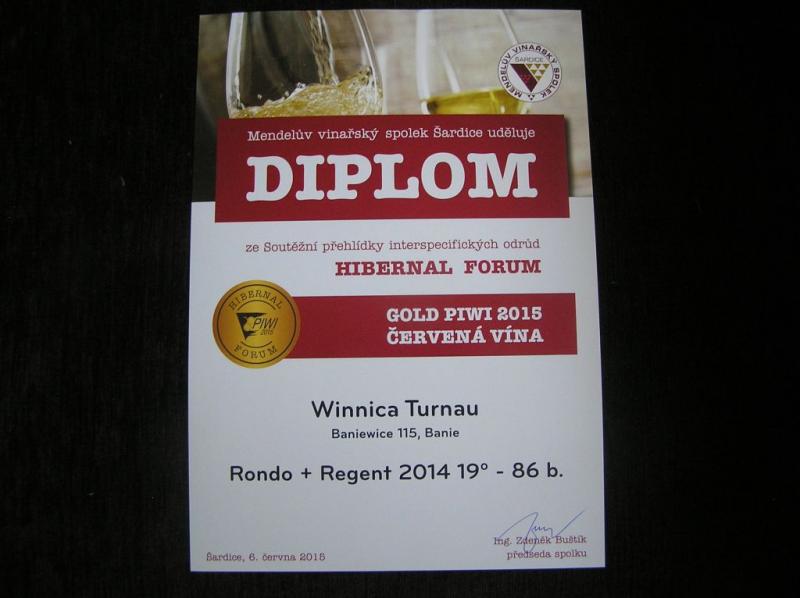 MENDELŮV VINAŘSKÝ SPOLEK
ŠARDICE
Mendelův vinařský spolek Šardice uděluje
DIPLOM
ze Soutěžní přehlídky interspecifických odrůd
HIBERNAL FORUM
HIBERNAL
PIWI
2015
FORUM
GOLD PIWI 2015
ČERVENÁ VÍNA
Winnica Turnau
Baniewice 115, Banie
Rondo + Regent 2014 19° - 86 b.
Ing. Zdeněk Buštík
předseda spolku
Šardice, 6. června 2015